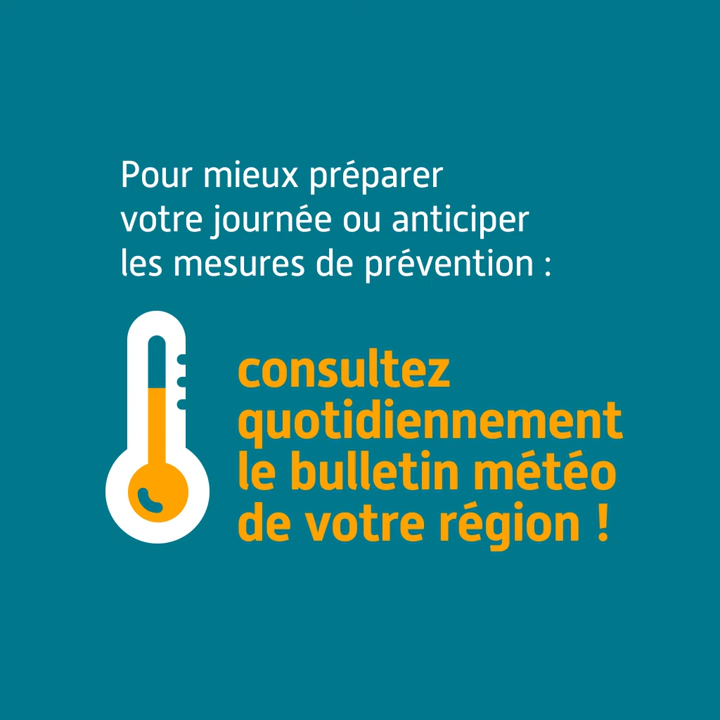 Pour mieux préparer
votre journée ou anticiper
les mesures de prévention :
consultez
quotidiennement
le bulletin météo
de votre région !